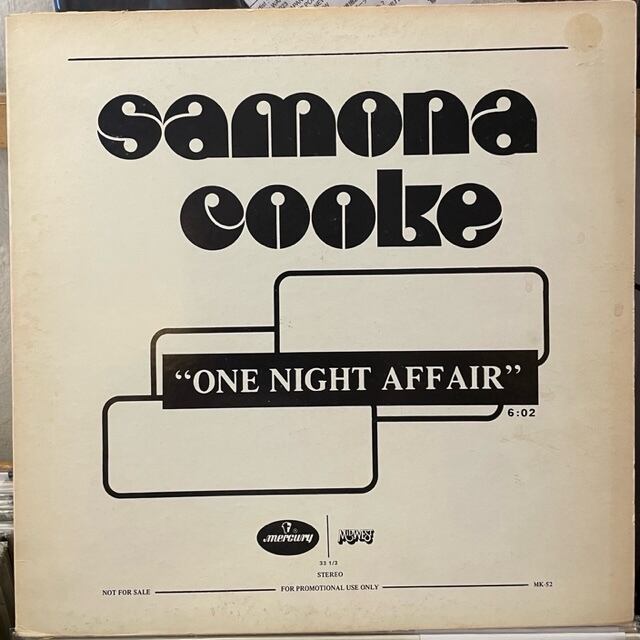 samona
cooke
“ONE NIGHT AFFAIR”
6:02
mercury
MIDWEST
33 1/3
STEREO
NOT FOR SALE
FOR PROMOTIONAL USE ONLY
MK-52